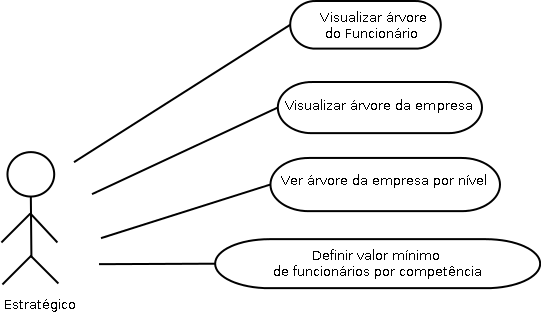 Visualizar árvore
do Funcionário
Visualizar árvore da empresa
Ver árvore da empresa por nível
Definir valor mínimo
de funcionários por competência
Estratégico